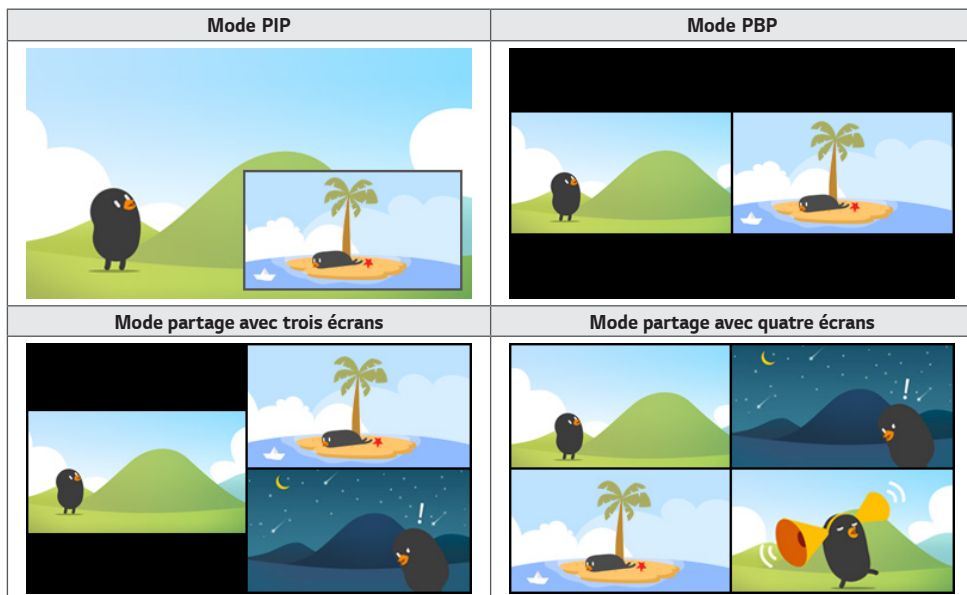 Mode PIP
Mode PBP
Mode partage avec trois écrans
Mode partage avec quatre écrans
!
!